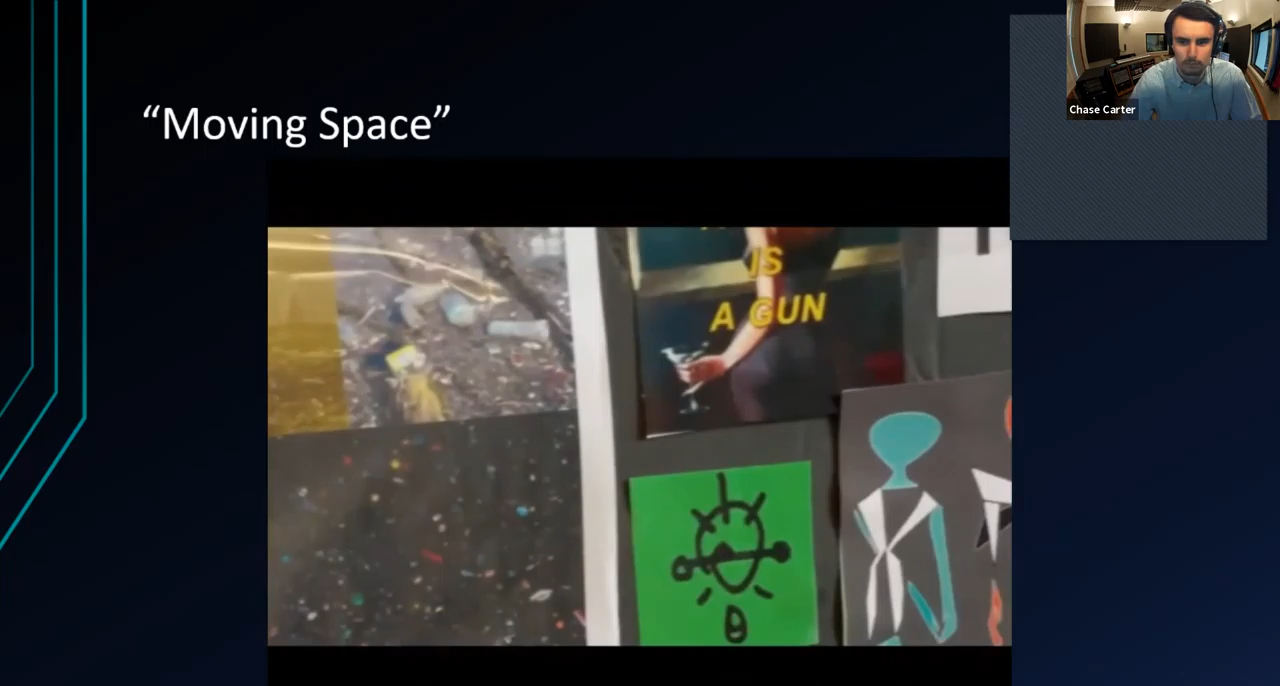 “Moving Space”
Chase Carter
IS
A GUN